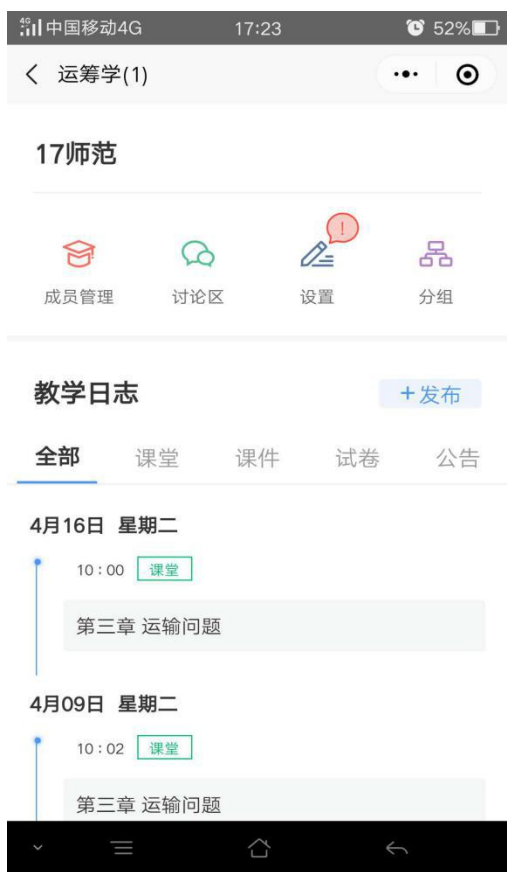 4G 中国移动4G 17:23 52%
运筹学(1)
17师范
!
成员管理 讨论区 设置 分组
教学日志 +发布
全部 课堂 课件 试卷 公告
4月16日 星期二
10:00 课堂
第三章 运输问题
4月09日 星期二
10:02 课堂
第三章 运输问题